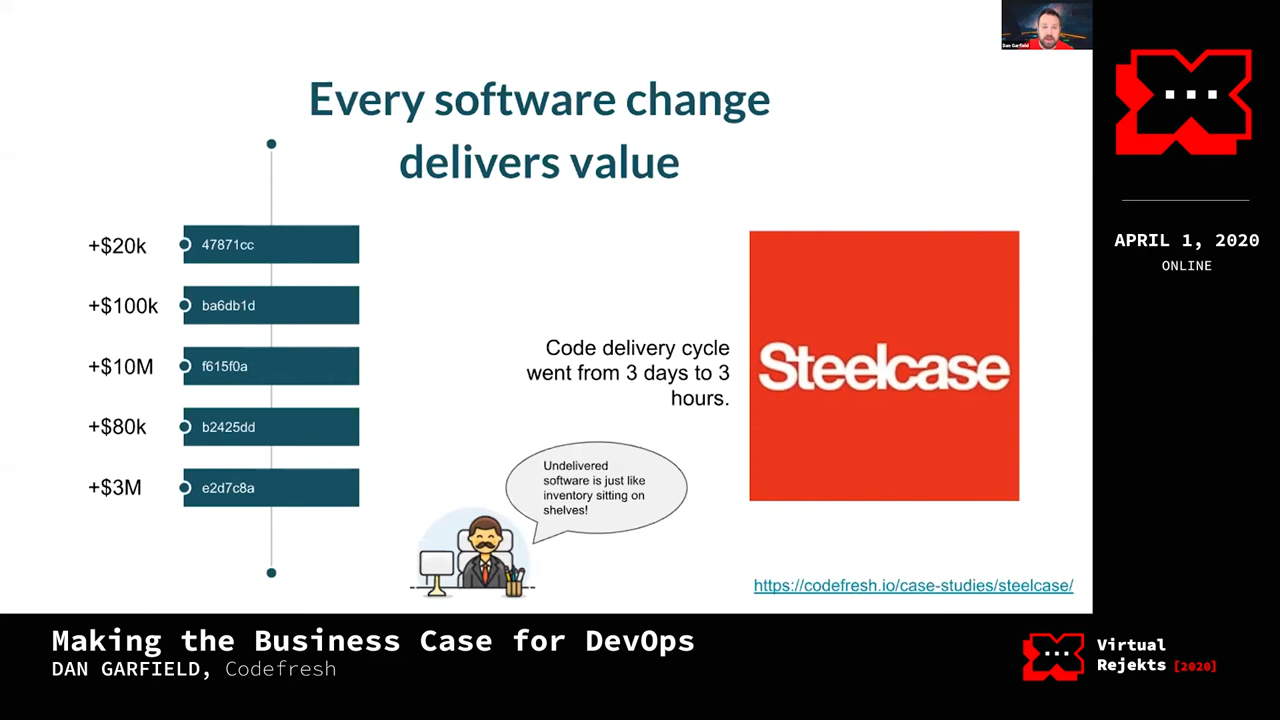 Dan Garfield
Every software change
delivers value
+$20k
47871cc
+$100k
ba6db1d
+$10M
f615f0a
+$80k
b2425dd
+$3M
e2d7c8a
Code delivery cycle
went from 3 days to 3
hours.
Steelcase
Undelivered
software is just like
inventory sitting on
shelves!
https://codefresh.io/case-studies/steelcase/
APRIL 1, 2020
ONLINE
Making the Business Case for DevOps
DAN GARFIELD, Codefresh
Virtual
Rejekts [2020]